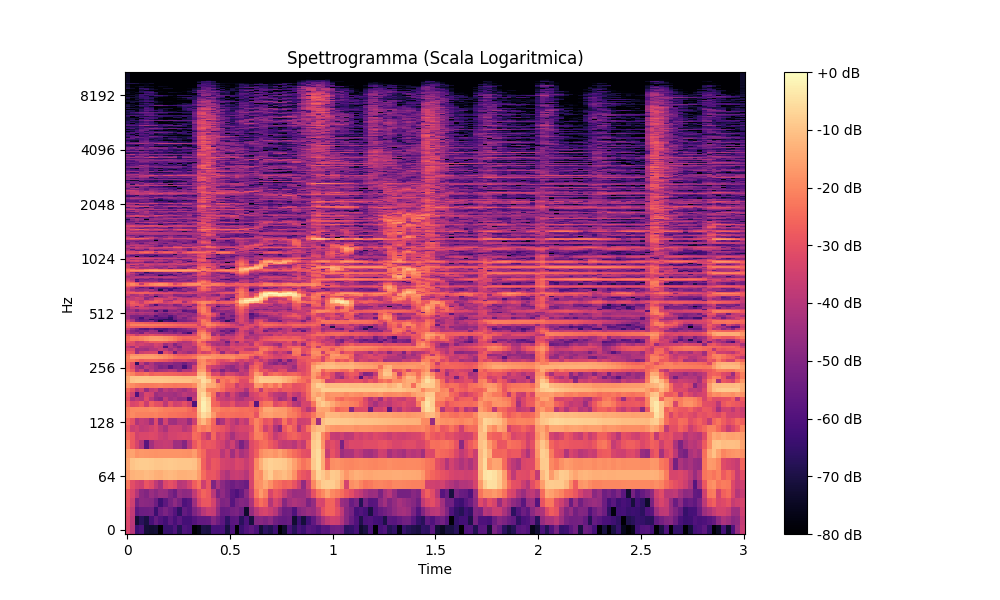 Spettrogramma (Scala Logaritmica)
Hz
8192
4096
2048
1024
512
256
128
64
0
0 0.5 1 1.5 2 2.5 3
Time
+0 dB
-10 dB
-20 dB
-30 dB
-40 dB
-50 dB
-60 dB
-70 dB
-80 dB